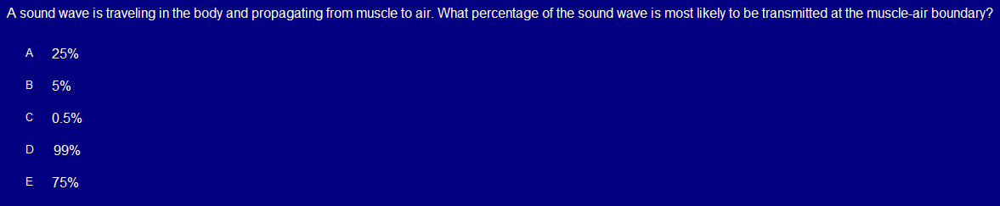 A sound wave is traveling in the body and propagating from muscle to air. What percentage of the sound wave is most likely to be transmitted at the muscle-air boundary?
A 25%
B 5%
C 0.5%
D 99%
E 75%